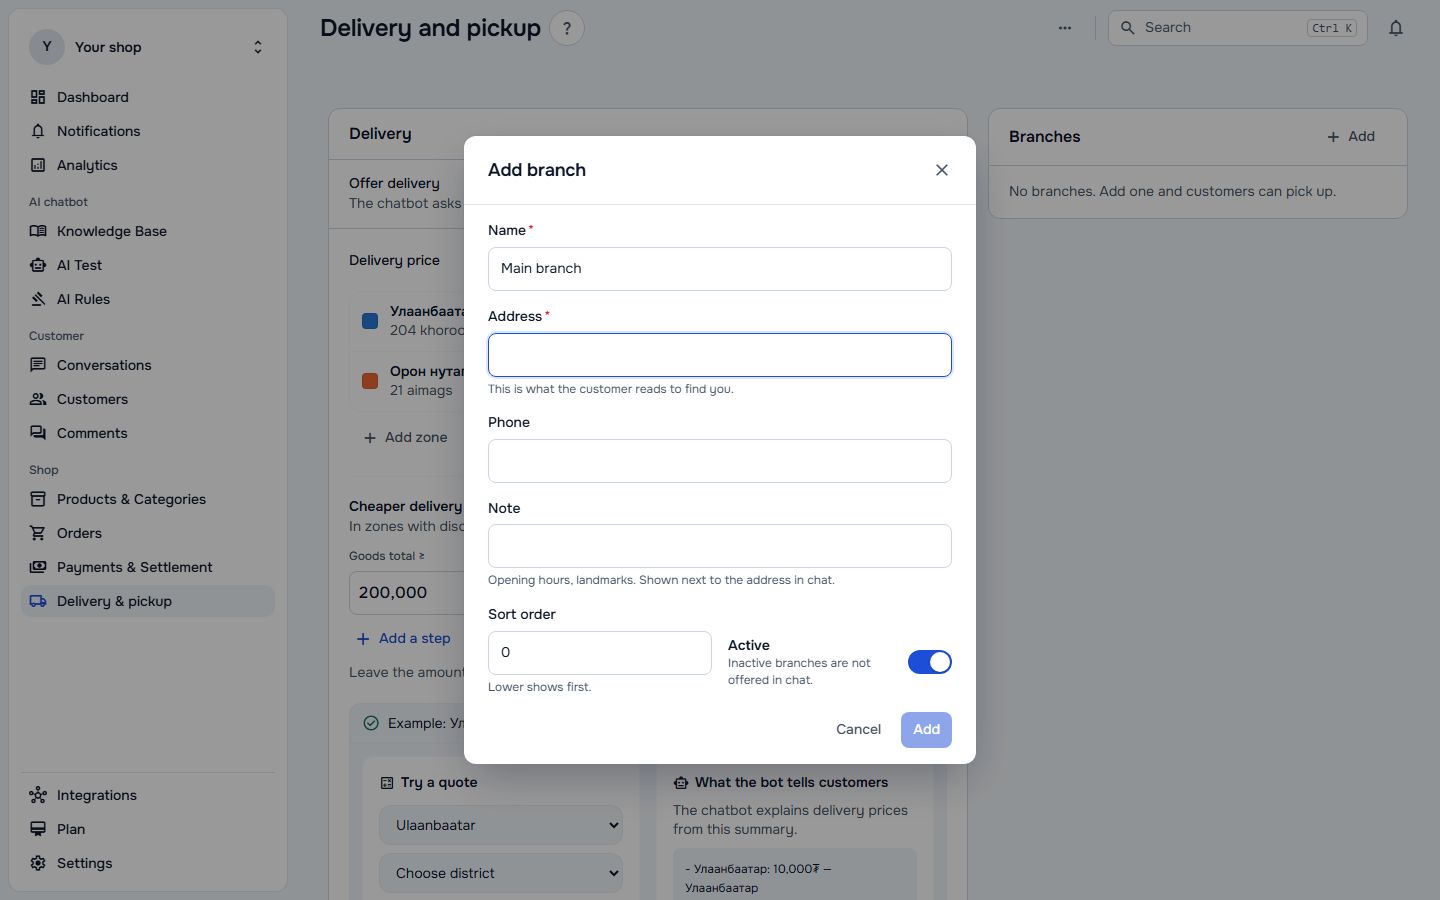 Y
Your shop
Dashboard
Notifications
Analytics
AI chatbot
Knowledge Base
AI Test
AI Rules
Customer
Conversations
Customers
Comments
Shop
Products & Categories
Orders
Payments & Settlement
Delivery & pickup
Integrations
Plan
Settings
Delivery and pickup
?
Search
Ctrl K
Delivery
Offer delivery
The chatbot asks
Delivery price
204
21 aimags
Add zone
Cheaper delivery
In zones with
Goods total ≥
200,000
Add a step
Leave the amount
Example:
Try a quote
Ulaanbaatar
Choose district
What the bot tells customers
The chatbot explains delivery prices
from this summary.
- Улаанбаатар: 10,000₮ —
Улаанбаатар
Branches
Add
No branches. Add one and customers can pick up.
Add branch
Name *
Main branch
Address *
This is what the customer reads to find you.
Phone
Note
Opening hours, landmarks. Shown next to the address in chat.
Sort order
0
Lower shows first.
Active
Inactive branches are not
offered in chat.
Cancel
Add